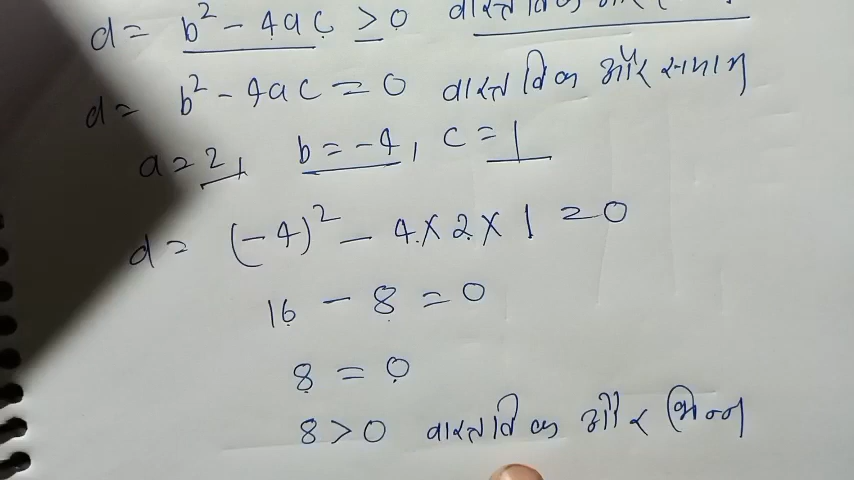 d = b² - 4ac > 0 वास्तविक और
d = b² - 4ac = 0 वास्तविक और समान
a = 2, b = -4, c = 1
d = (-4)² - 4 × 2 × 1 = 0
16 - 8 = 0
8 = 0
8 > 0 वास्तविक और भिन्न